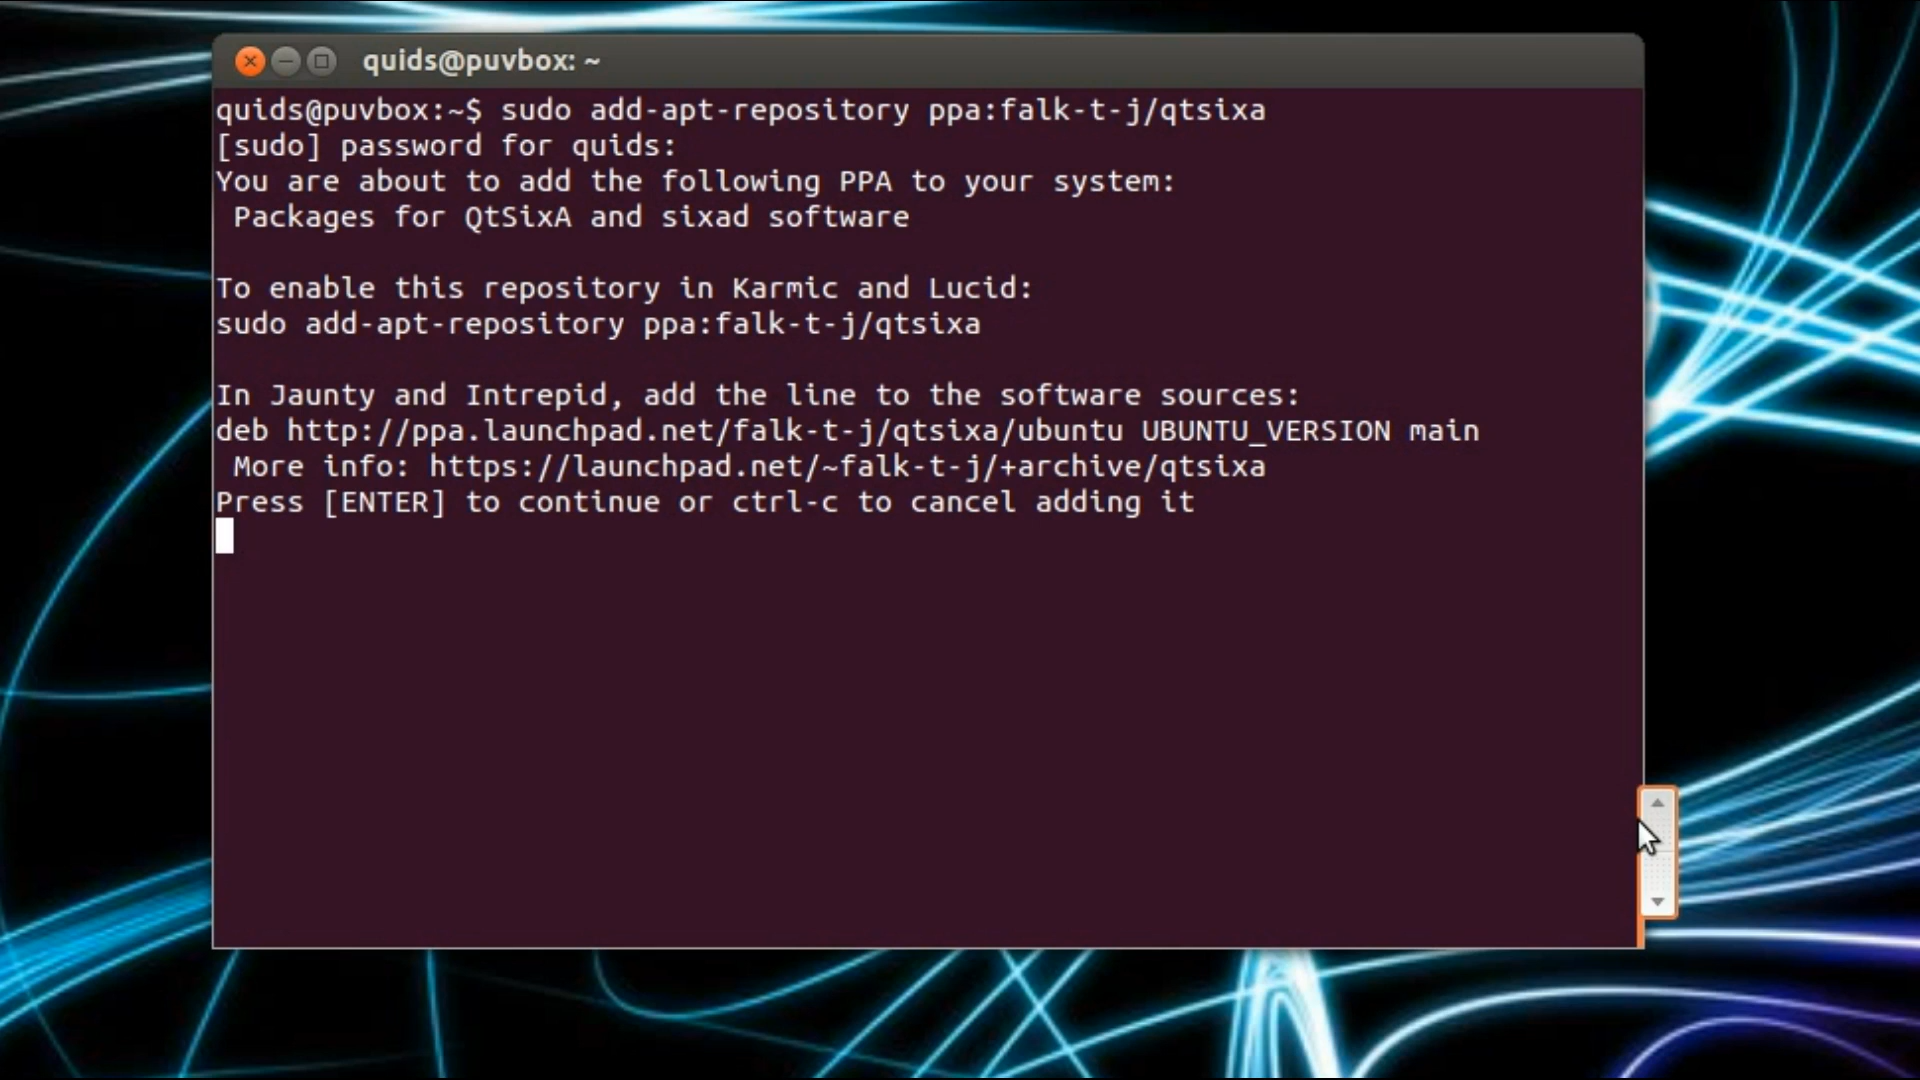 quids@puvbox: ~
quids@puvbox:~$ sudo add-apt-repository ppa:falk-t-j/qtsixa
[sudo] password for quids:
You are about to add the following PPA to your system:
Packages for QtSixA and sixad software
To enable this repository in Karmic and Lucid:
sudo add-apt-repository ppa:falk-t-j/qtsixa
In Jaunty and Intrepid, add the line to the software sources:
deb http://ppa.launchpad.net/falk-t-j/qtsixa/ubuntu UBUNTU_VERSION main
More info: https://launchpad.net/~falk-t-j/+archive/qtsixa
Press [ENTER] to continue or ctrl-c to cancel adding it